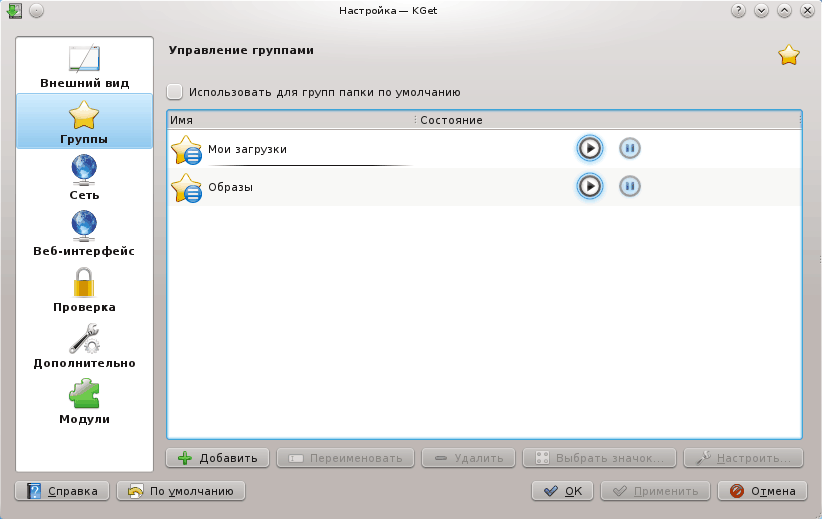 Настройка — KGet
Внешний вид
Группы
Сеть
Веб-интерфейс
Проверка
Дополнительно
Модули
Управление группами
Использовать для групп папки по умолчанию
Имя Состояние
Мои загрузки
Образы
Добавить Переименовать Удалить Выбрать значок... Настроить...
Справка По умолчанию ОК Применить Отмена